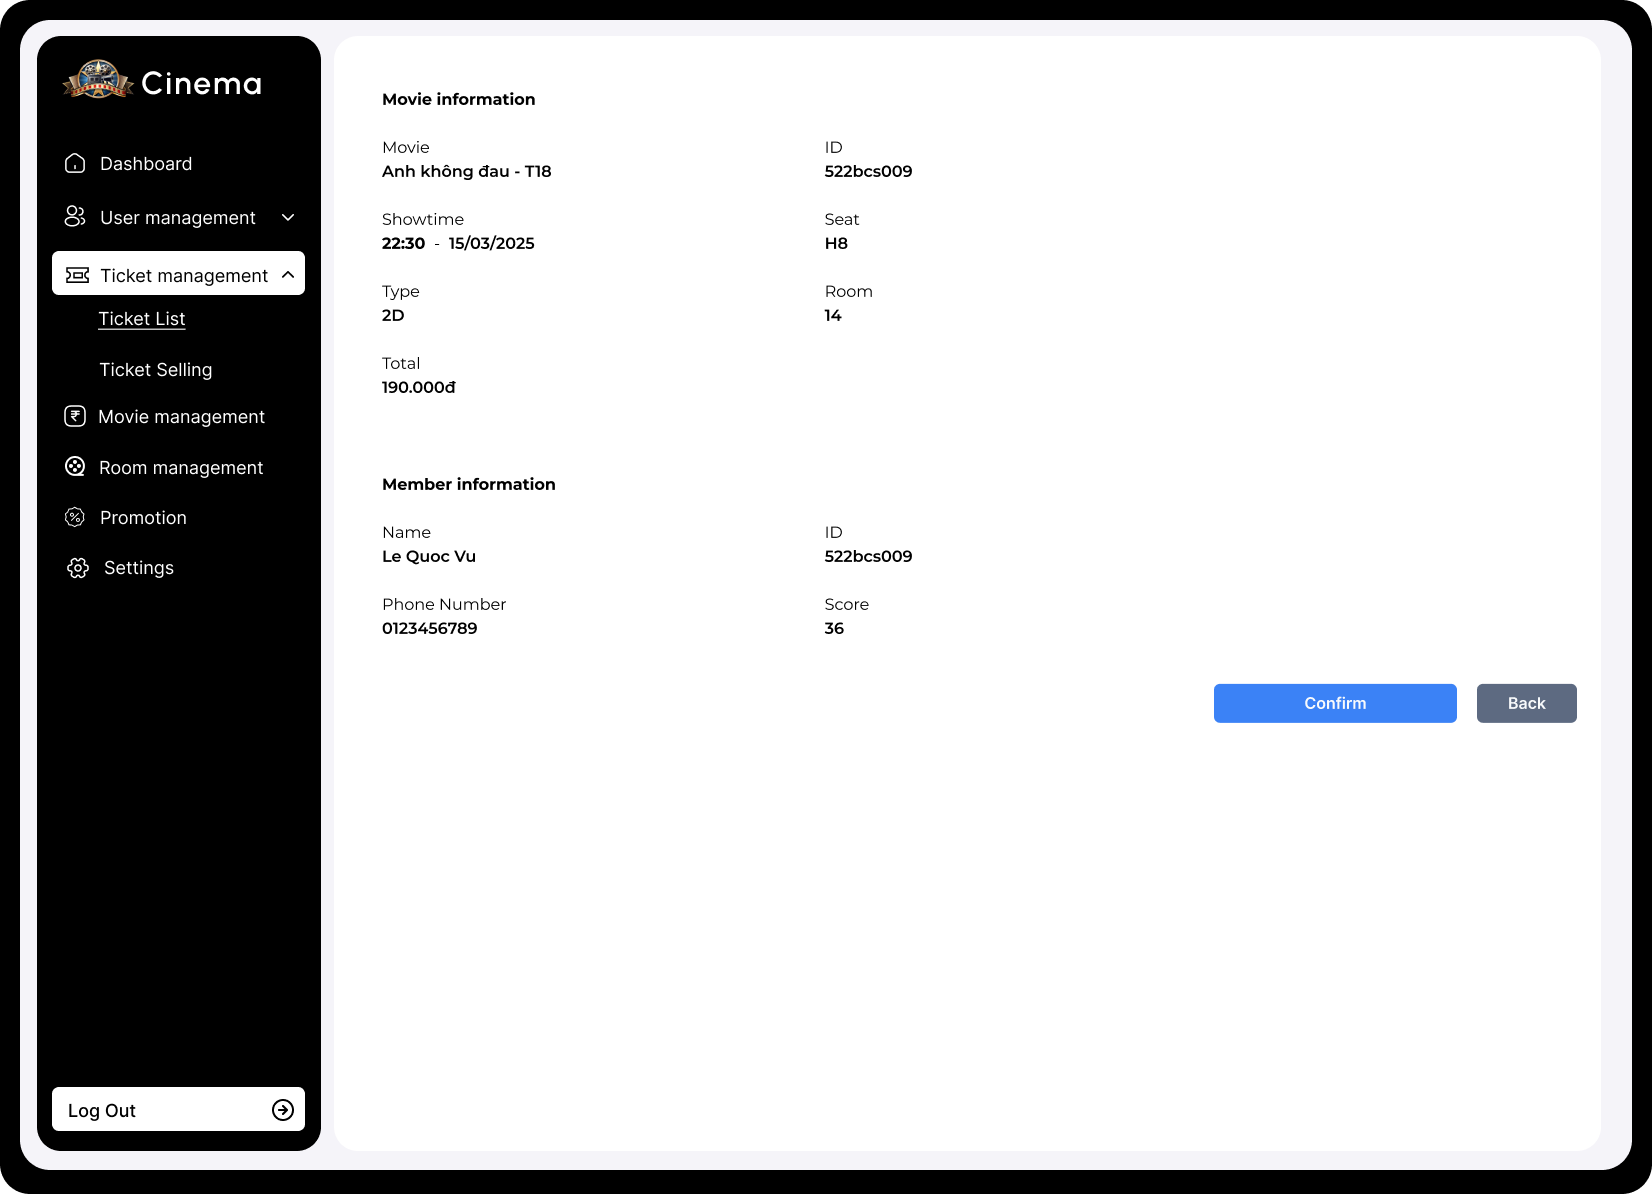 Cinema
Dashboard
User management
Ticket management
Ticket List
Ticket Selling
Movie management
Room management
Promotion
Settings
Log Out
Movie information
Movie
Anh không đau - T18
ID
522bcs009
Showtime
22:30 - 15/03/2025
Seat
H8
Type
2D
Room
14
Total
190.000đ
Member information
Name
Le Quoc Vu
ID
522bcs009
Phone Number
0123456789
Score
36
Confirm
Back